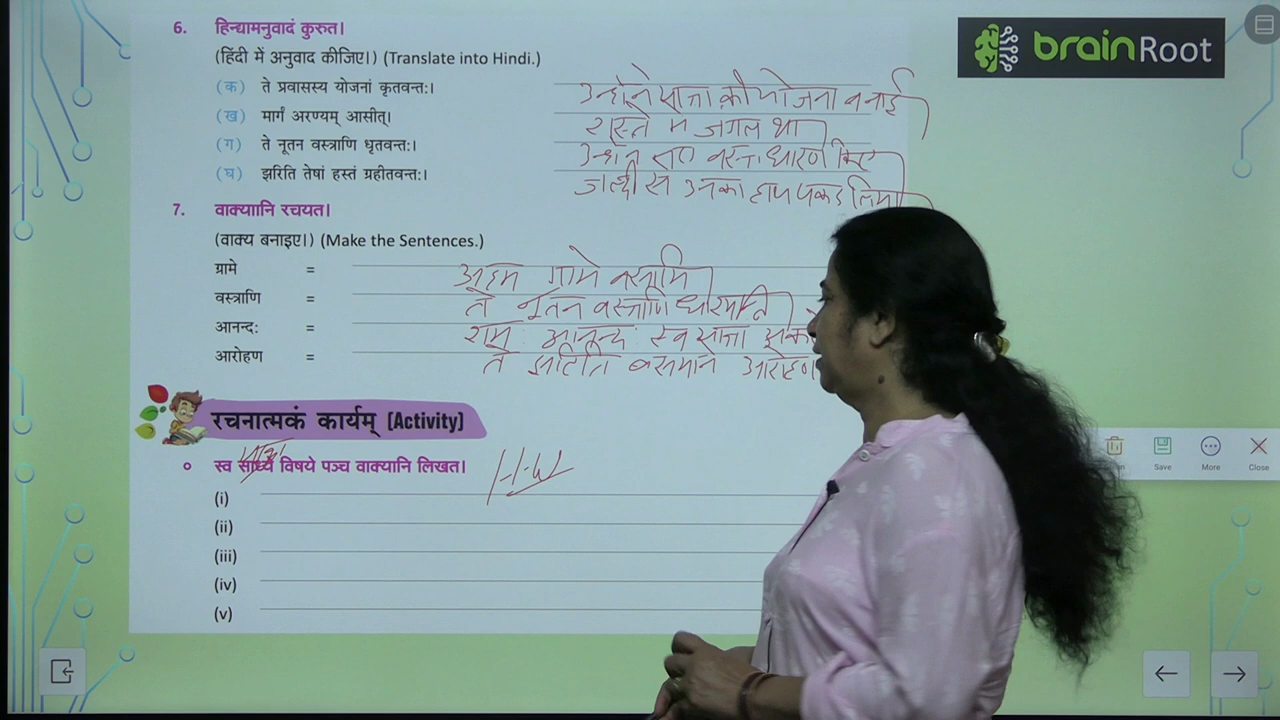 brainRoot
6. हिन्द्यामनुवादं कुरुत।
(हिंदी में अनुवाद कीजिए।) (Translate into Hindi.)
(क) ते प्रवासस्य योजनां कृतवन्तः। उन्होंने यात्रा की योजना बनाई
(ख) मार्गं अरण्यम् आसीत्। रास्ते में जंगल था
(ग) ते नूतन वस्त्राणि धृतवन्तः। उन्होंने नए वस्त्र धारण किए
(घ) झरिति तेषां हस्तं ग्रहीतवन्तः। जल्दी से उनका हाथ पकड लिया
7. वाक्याानि रचयत।
(वाक्य बनाइए।) (Make the Sentences.)
ग्रामे = अहम ग्रामे वसामि
वस्त्राणि = ते नूतन वस्त्राणि धारयन्ति
आनन्दः = राम: आनन्दः स्व यात्रा
आरोहण = ते झटिति आरोहण
रचनात्मकं कार्यम् (Activity)
स्व साध्य विषये पञ्च वाक्यानि लिखत। H.W
(i)
(ii)
(iii)
(iv)
(v)
Save
More
Close